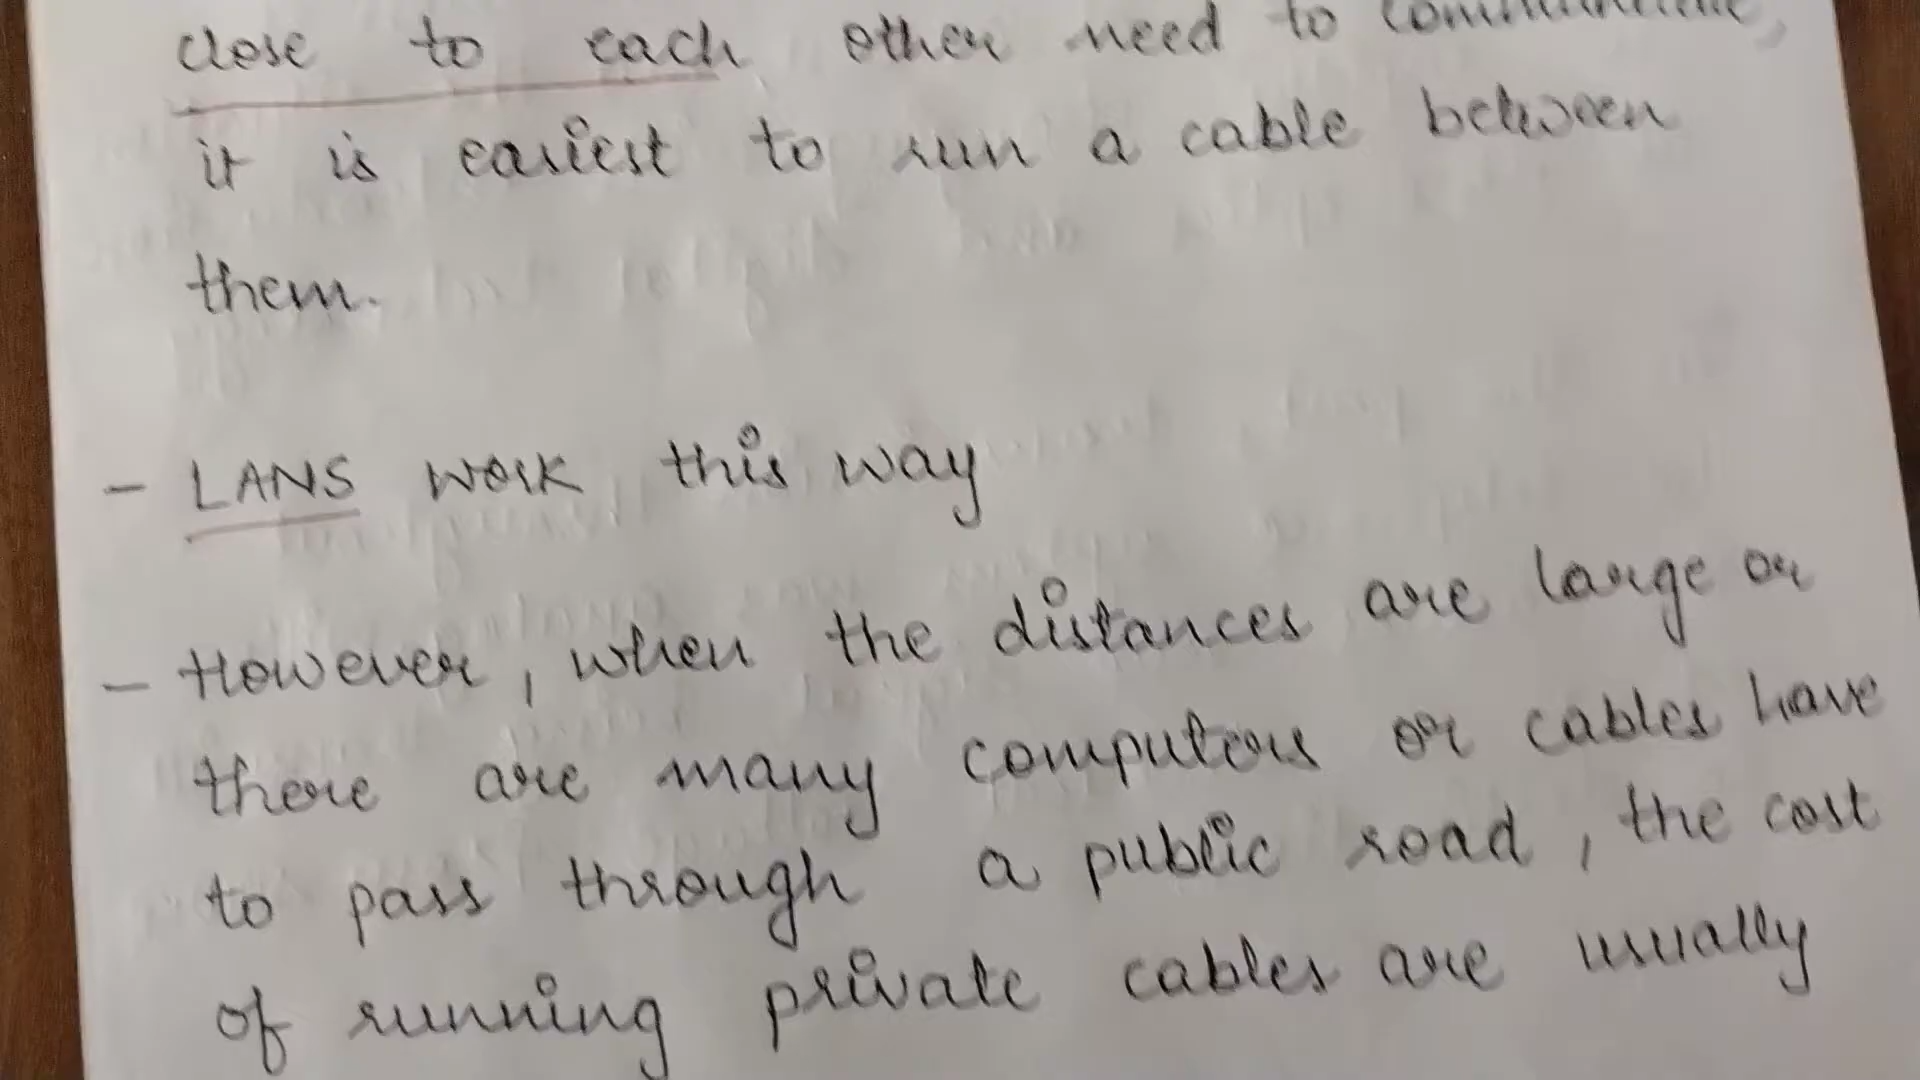 close to each other need to communicate,
it is easiest to run a cable between
them.
- LANS work this way
- However, when the distances are large or
there are many computers or cables have
to pass through a public road, the cost
of running private cables are usually